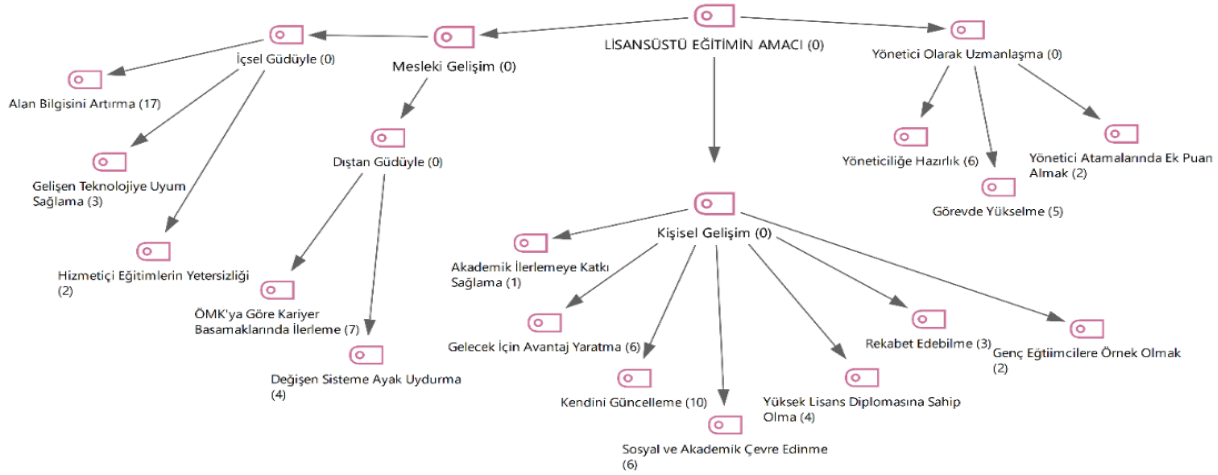 LİSANSÜSTÜ EĞİTİMİN AMACI (0)
İçsel Güdüyle (0)
Mesleki Gelişim (0)
Yönetici Olarak Uzmanlaşma (0)
Alan Bilgisini Artırma (17)
Gelişen Teknolojiye Uyum
Sağlama (3)
Hizmetiçi Eğitimlerin Yetersizliği
(2)
Dıştan Güdüyle (0)
ÖMK'ya Göre Kariyer
Basamaklarında İlerleme (7)
Değişen Sisteme Ayak Uydurma
(4)
Yöneticiliğe Hazırlık (6)
Görevde Yükselme (5)
Yönetici Atamalarında Ek Puan
Almak (2)
Kişisel Gelişim (0)
Akademik İlerlemeye Katkı
Sağlama (1)
Gelecek İçin Avantaj Yaratma (6)
Kendini Güncelleme (10)
Sosyal ve Akademik Çevre Edinme
(6)
Yüksek Lisans Diplomasına Sahip
Olma (4)
Rekabet Edebilme (3)
Genç Eğtiimcilere Örnek Olmak
(2)